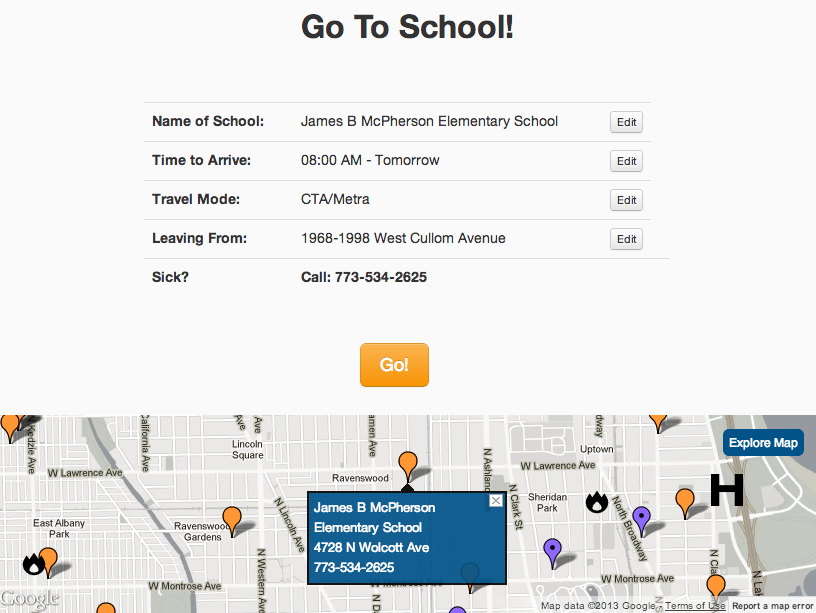 Go To School!
Name of School: James B McPherson Elementary School Edit
Time to Arrive: 08:00 AM - Tomorrow Edit
Travel Mode: CTA/Metra Edit
Leaving From: 1968-1998 West Cullom Avenue Edit
Sick? Call: 773-534-2625
Go!
N Kedzie Ave
California Ave
Ave
Ave
Lincoln
Square
W Lawrence Ave
Ravenswood
N Ashland
Uptown
W Lawrence Ave
Explore Map
H
James B McPherson
Elementary School
4728 N Wolcott Ave
773-534-2625
N Clark St
Sheridan
Park
North Broadway
East Albany
Park
Ravenswood
Gardens
N Lincoln Ave
N Western Ave
W Montrose Ave
W Montrose Ave
Google
Map data ©2013 Google - Terms of Use Report a map error